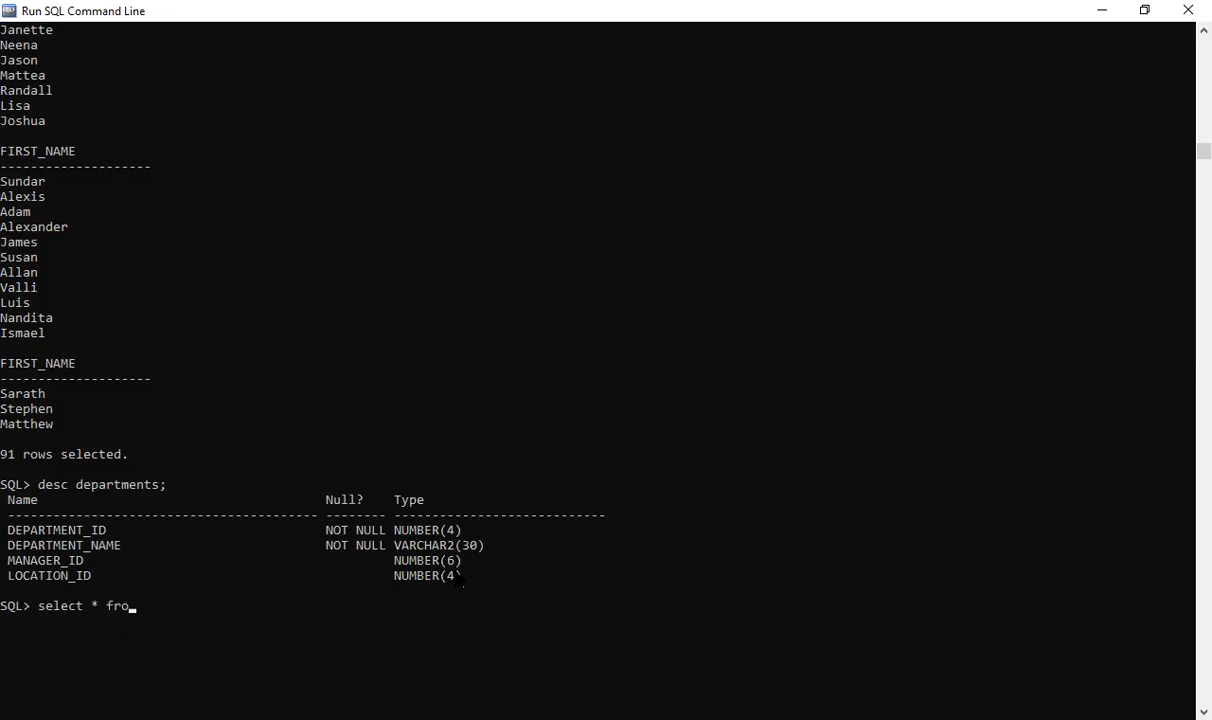 Run SQL Command Line
Janette
Neena
Jason
Mattea
Randall
Lisa
Joshua
FIRST_NAME
--------------------
Sundar
Alexis
Adam
Alexander
James
Susan
Allan
Valli
Luis
Nandita
Ismael
FIRST_NAME
--------------------
Sarath
Stephen
Matthew
91 rows selected.
SQL> desc departments;
Name Null? Type
----------------------------------------- -------- ----------------------------
DEPARTMENT_ID NOT NULL NUMBER(4)
DEPARTMENT_NAME NOT NULL VARCHAR2(30)
MANAGER_ID NUMBER(6)
LOCATION_ID NUMBER(4)
SQL> select * fro_